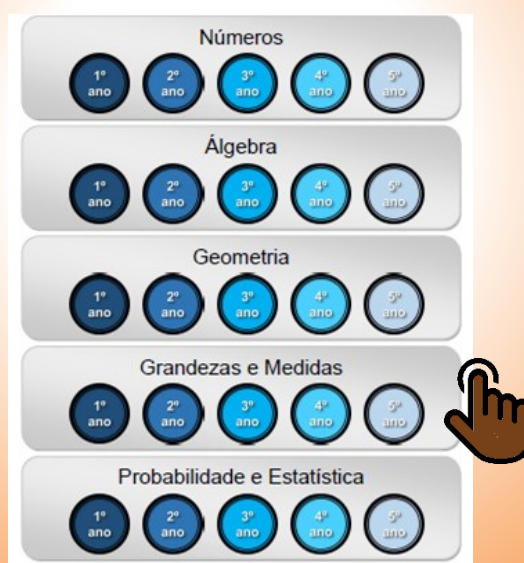 Números
1º ano 2º ano 3º ano 4º ano 5º ano
Álgebra
1º ano 2º ano 3º ano 4º ano 5º ano
Geometria
1º ano 2º ano 3º ano 4º ano 5º ano
Grandezas e Medidas
1º ano 2º ano 3º ano 4º ano 5º ano
Probabilidade e Estatística
1º ano 2º ano 3º ano 4º ano 5º ano